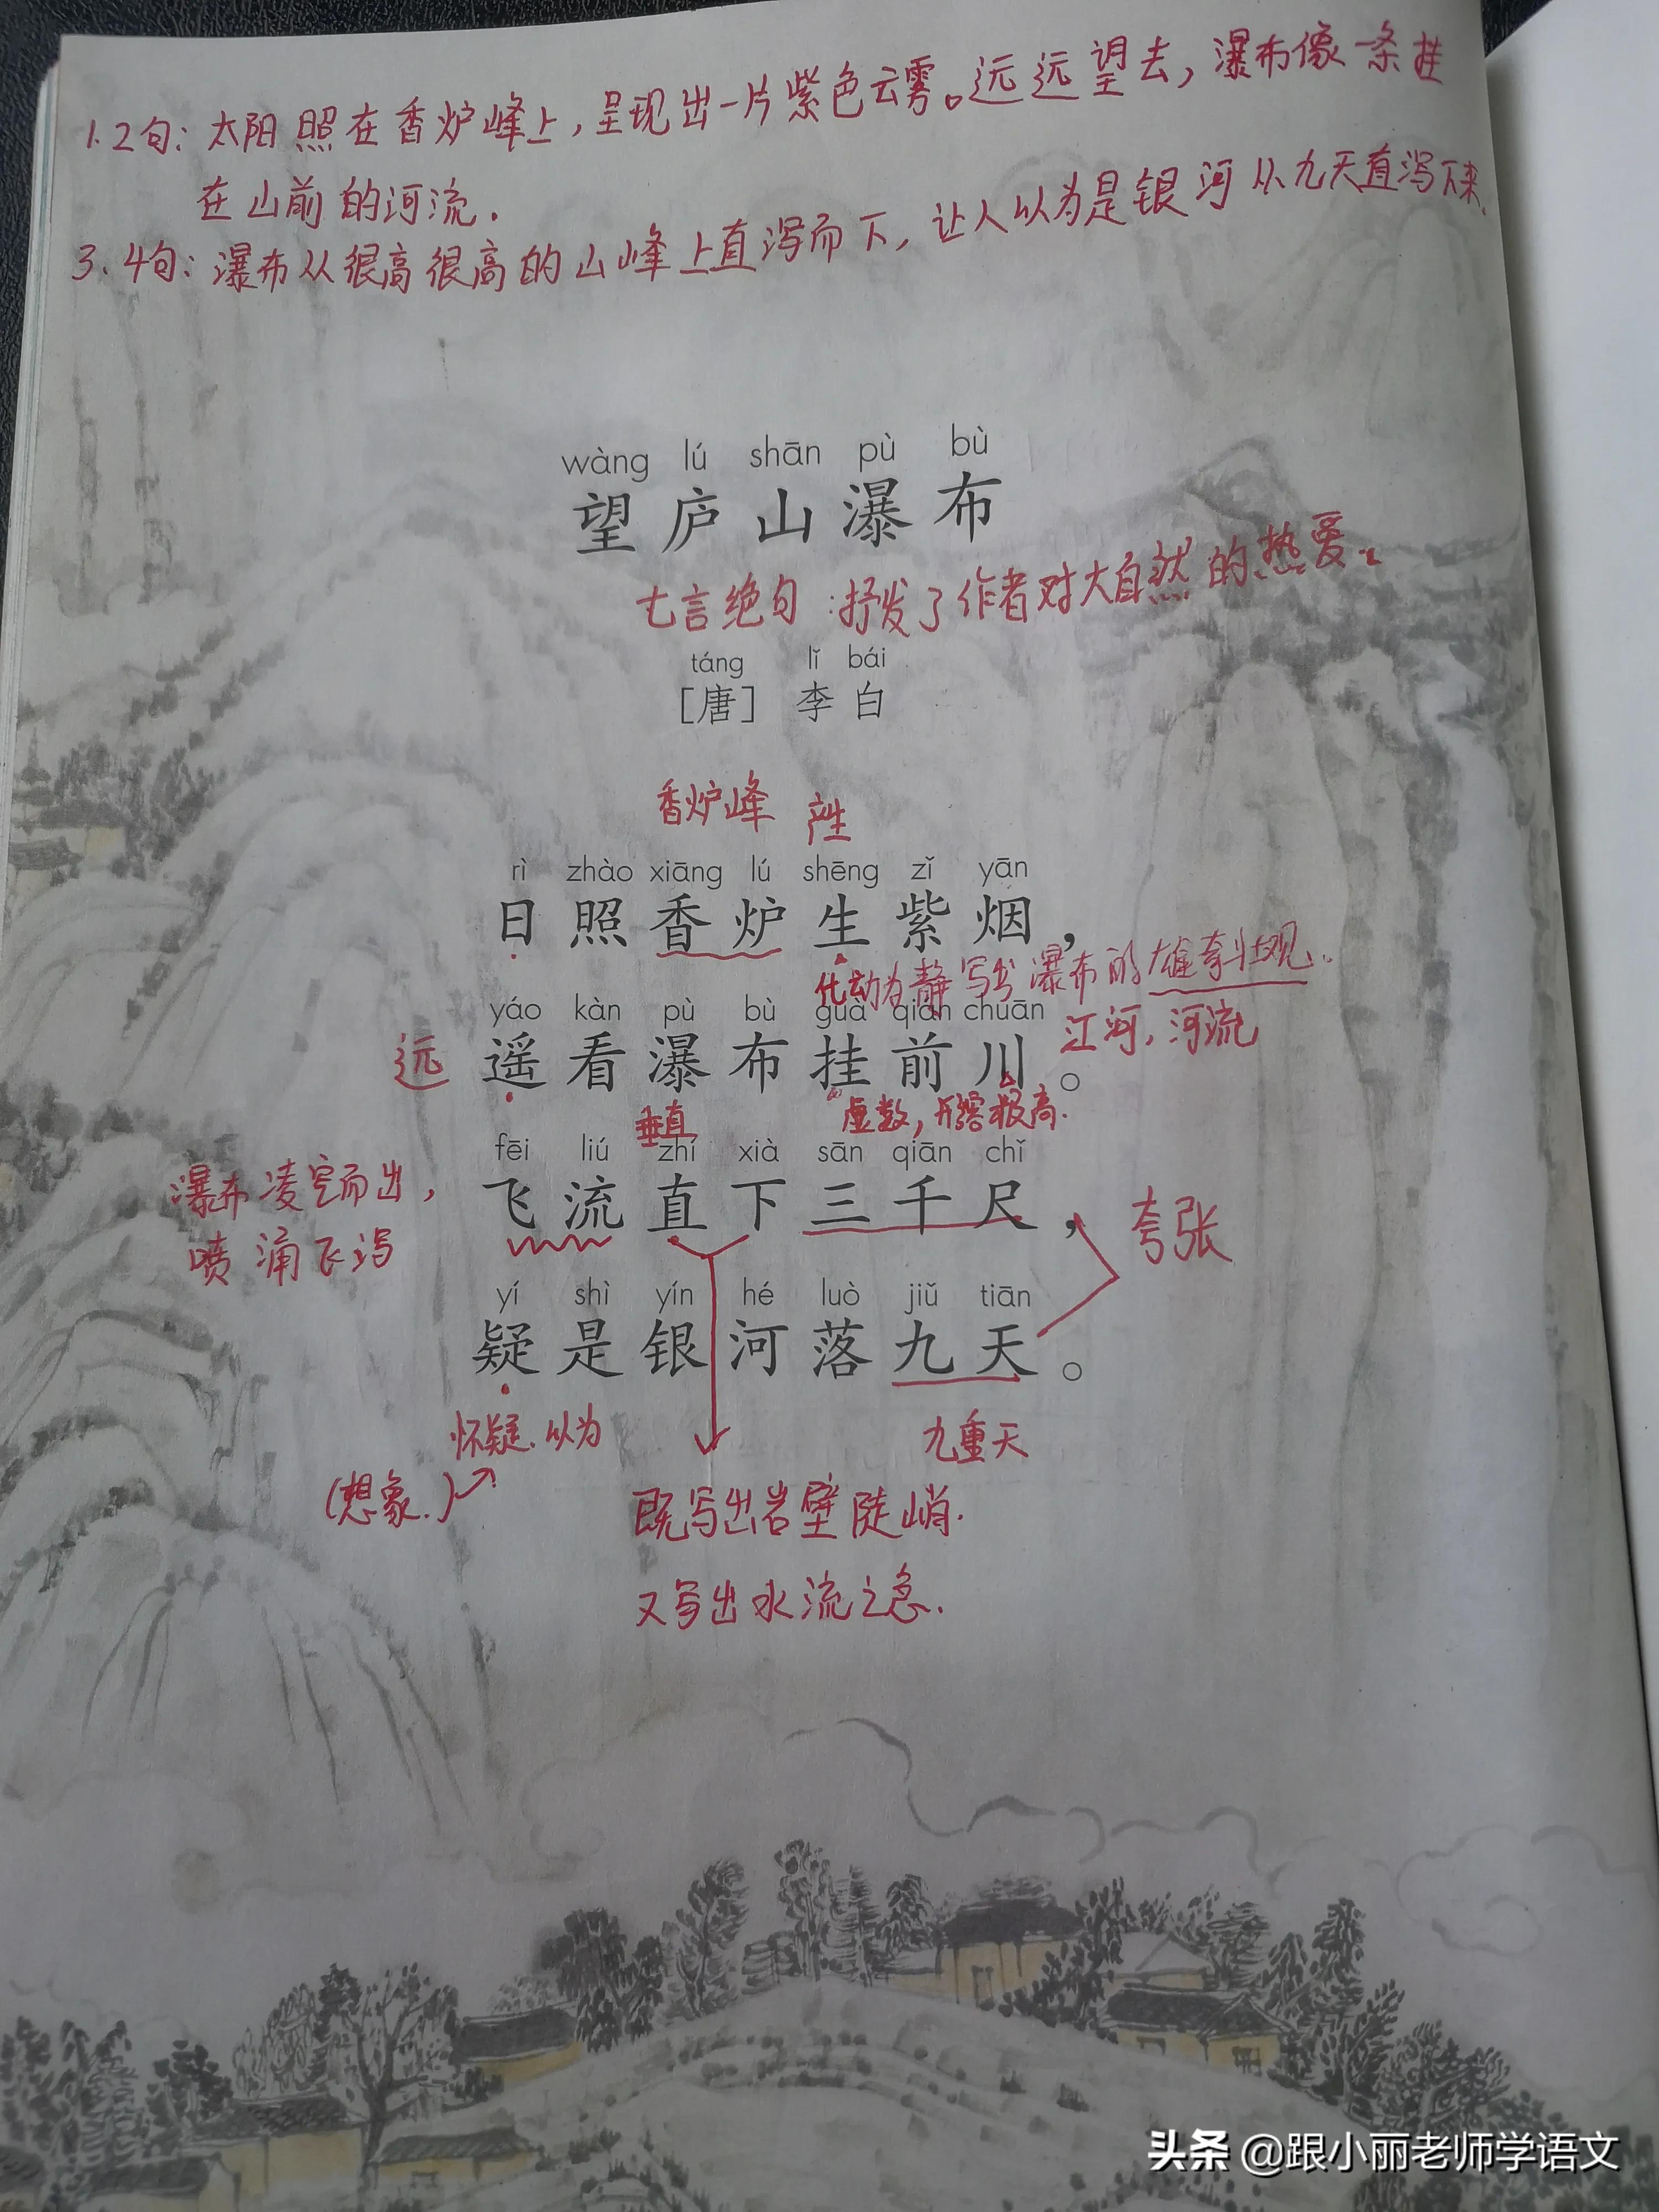 1.2句：太阳照在香炉峰上，呈现出一片紫色云雾。远远望去，瀑布像一条挂
在山前的河流.
3.4句：瀑布从很高很高的山峰上直泻而下，让人以为是银河从九天直泻下来.
wàng lú shān pù bù
望庐山瀑布
七言绝句：抒发了作者对大自然的热爱.
táng lǐ bái
［唐］李白
香炉峰 产生
rì zhào xiāng lú shēng zǐ yān
日照香炉生紫烟，
化动为静写出瀑布的雄奇壮观.
yáo kàn pù bù guà qián chuān
江河，河流
远 遥看瀑布挂前川。
垂直 虚数，形容很高.
fēi liú zhí xià sān qiān chǐ
瀑布凌空而出，
飞流直下三千尺，
夸张
喷涌飞泻
yí shì yín hé luò jiǔ tiān
疑是银河落九天。
怀疑.以为 九重天
(想象.)
既写出岩壁陡峭.
又写出水流之急.
头条 @跟小丽老师学语文